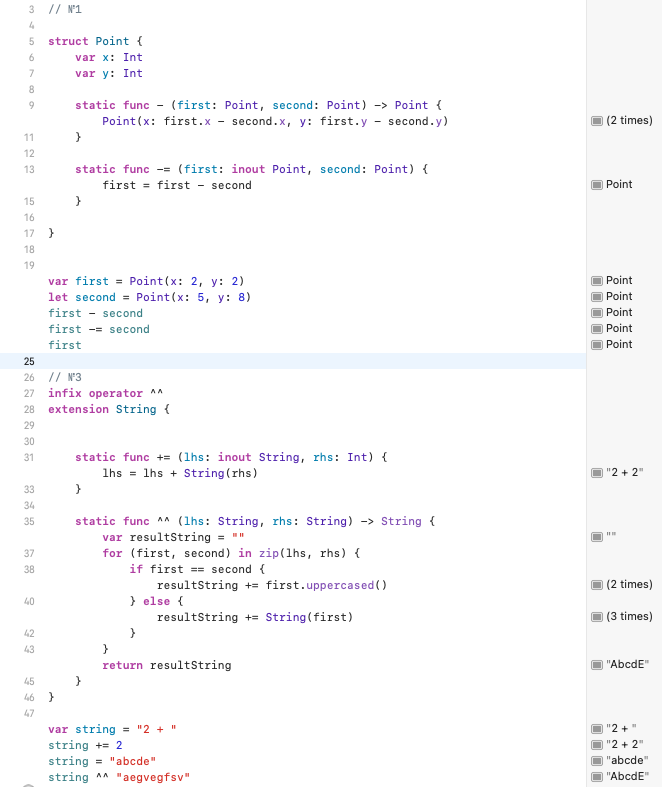 3 // №1
4
5 struct Point {
6 var x: Int
7 var y: Int
8
9 static func - (first: Point, second: Point) -> Point {
Point(x: first.x - second.x, y: first.y - second.y) (2 times)
11 }
12
13 static func -= (first: inout Point, second: Point) {
first = first - second Point
15 }
16
17 }
18
19
var first = Point(x: 2, y: 2) Point
let second = Point(x: 5, y: 8) Point
first - second Point
first -= second Point
first Point
25
26 // №3
27 infix operator ^^
28 extension String {
29
30
31 static func += (lhs: inout String, rhs: Int) {
lhs = lhs + String(rhs) "2 + 2"
33 }
34
35 static func ^^ (lhs: String, rhs: String) -> String {
var resultString = "" ""
37 for (first, second) in zip(lhs, rhs) {
38 if first == second {
resultString += first.uppercased() (2 times)
40 } else {
resultString += String(first) (3 times)
42 }
43 }
return resultString "AbcdE"
45 }
46 }
47
var string = "2 + " "2 + "
string += 2 "2 + 2"
string = "abcde" "abcde"
string ^^ "aegvegfsv" "AbcdE"